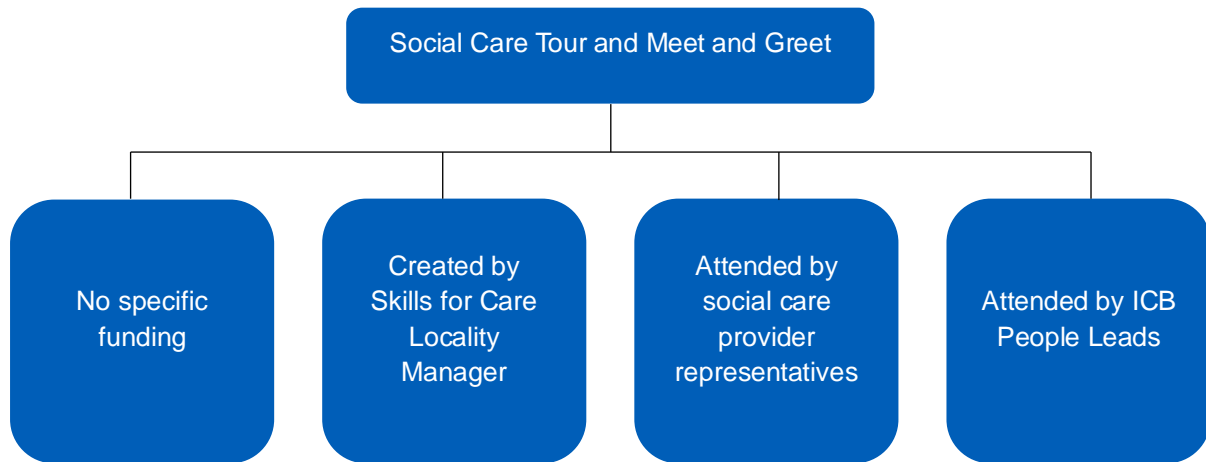 Social Care Tour and Meet and Greet
No specific
funding
Created by
Skills for Care
Locality
Manager
Attended by
social care
provider
representatives
Attended by ICB
People Leads